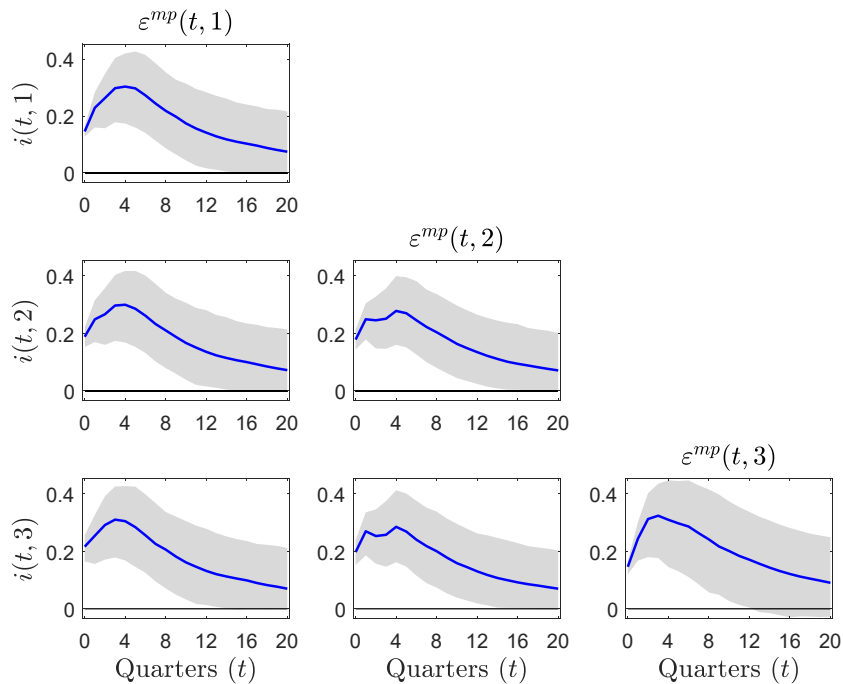 εᵐᵖ(t, 1)
0.4
0.2
0
i(t, 1)
0 4 8 12 16 20
εᵐᵖ(t, 2)
0.4 0.4
0.2 0.2
0 0
i(t, 2)
0 4 8 12 16 20 0 4 8 12 16 20
εᵐᵖ(t, 3)
0.4 0.4 0.4
0.2 0.2 0.2
0 0 0
i(t, 3)
0 4 8 12 16 20 0 4 8 12 16 20 0 4 8 12 16 20
Quarters (t) Quarters (t) Quarters (t)